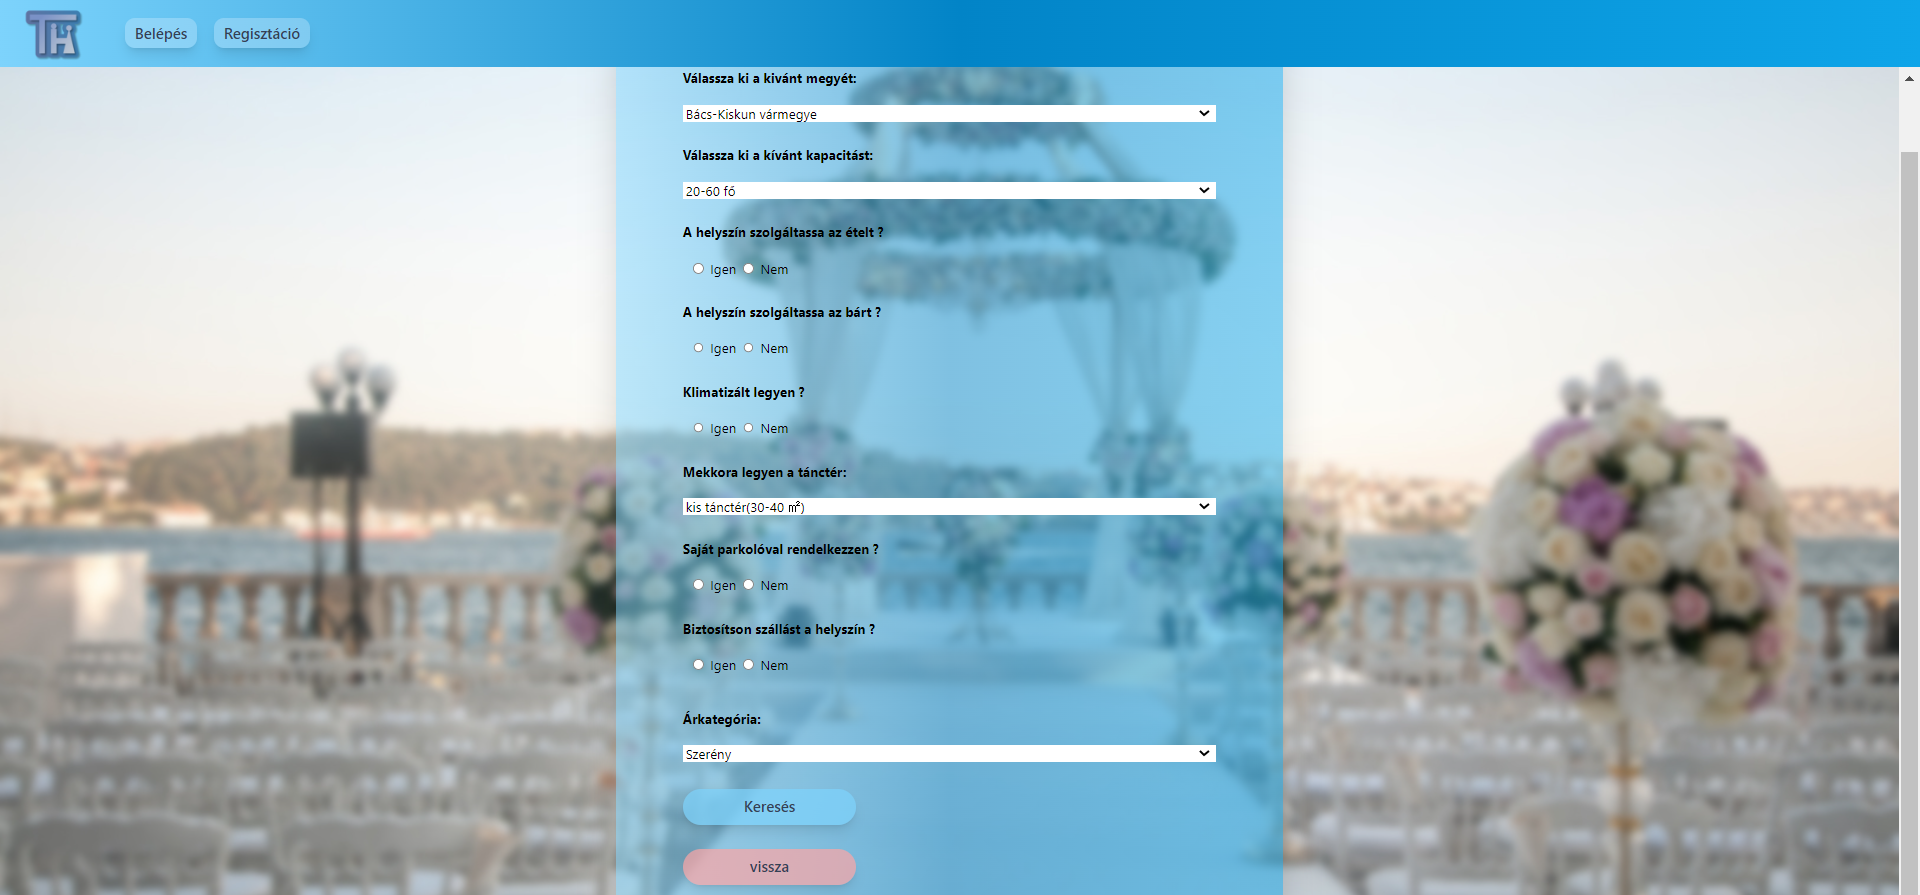 TH
Belépés
Regisztáció
Válassza ki a kivánt megyét:
Bács-Kiskun vármegye
Válassza ki a kívánt kapacitást:
20-60 fő
A helyszín szolgáltassa az ételt ?
Igen Nem
A helyszín szolgáltassa az bárt ?
Igen Nem
Klimatizált legyen ?
Igen Nem
Mekkora legyen a tánctér:
kis tánctér(30-40 ㎡)
Saját parkolóval rendelkezzen ?
Igen Nem
Biztosítson szállást a helyszín ?
Igen Nem
Árkategória:
Szerény
Keresés
vissza